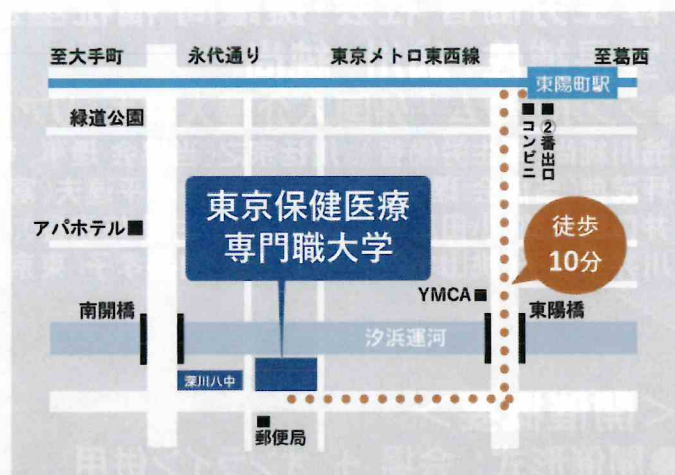 至大手町
永代通り
東京メトロ東西線
至葛西
東陽町駅
緑道公園
コンビニ
②番出口
アパホテル
東京保健医療
専門職大学
徒歩
10分
YMCA
南開橋
東陽橋
汐浜運河
深川八中
郵便局